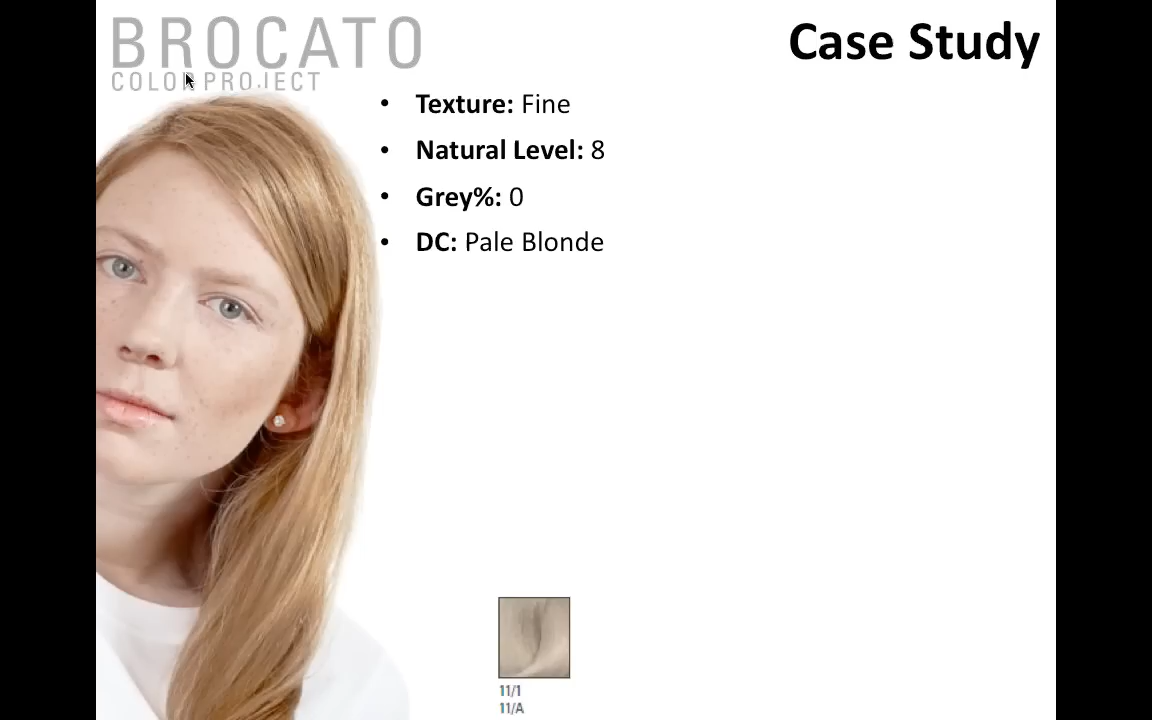 BROCATO
COLOR PROJECT
Case Study
• Texture: Fine
• Natural Level: 8
• Grey%: 0
• DC: Pale Blonde
11/1
11/A